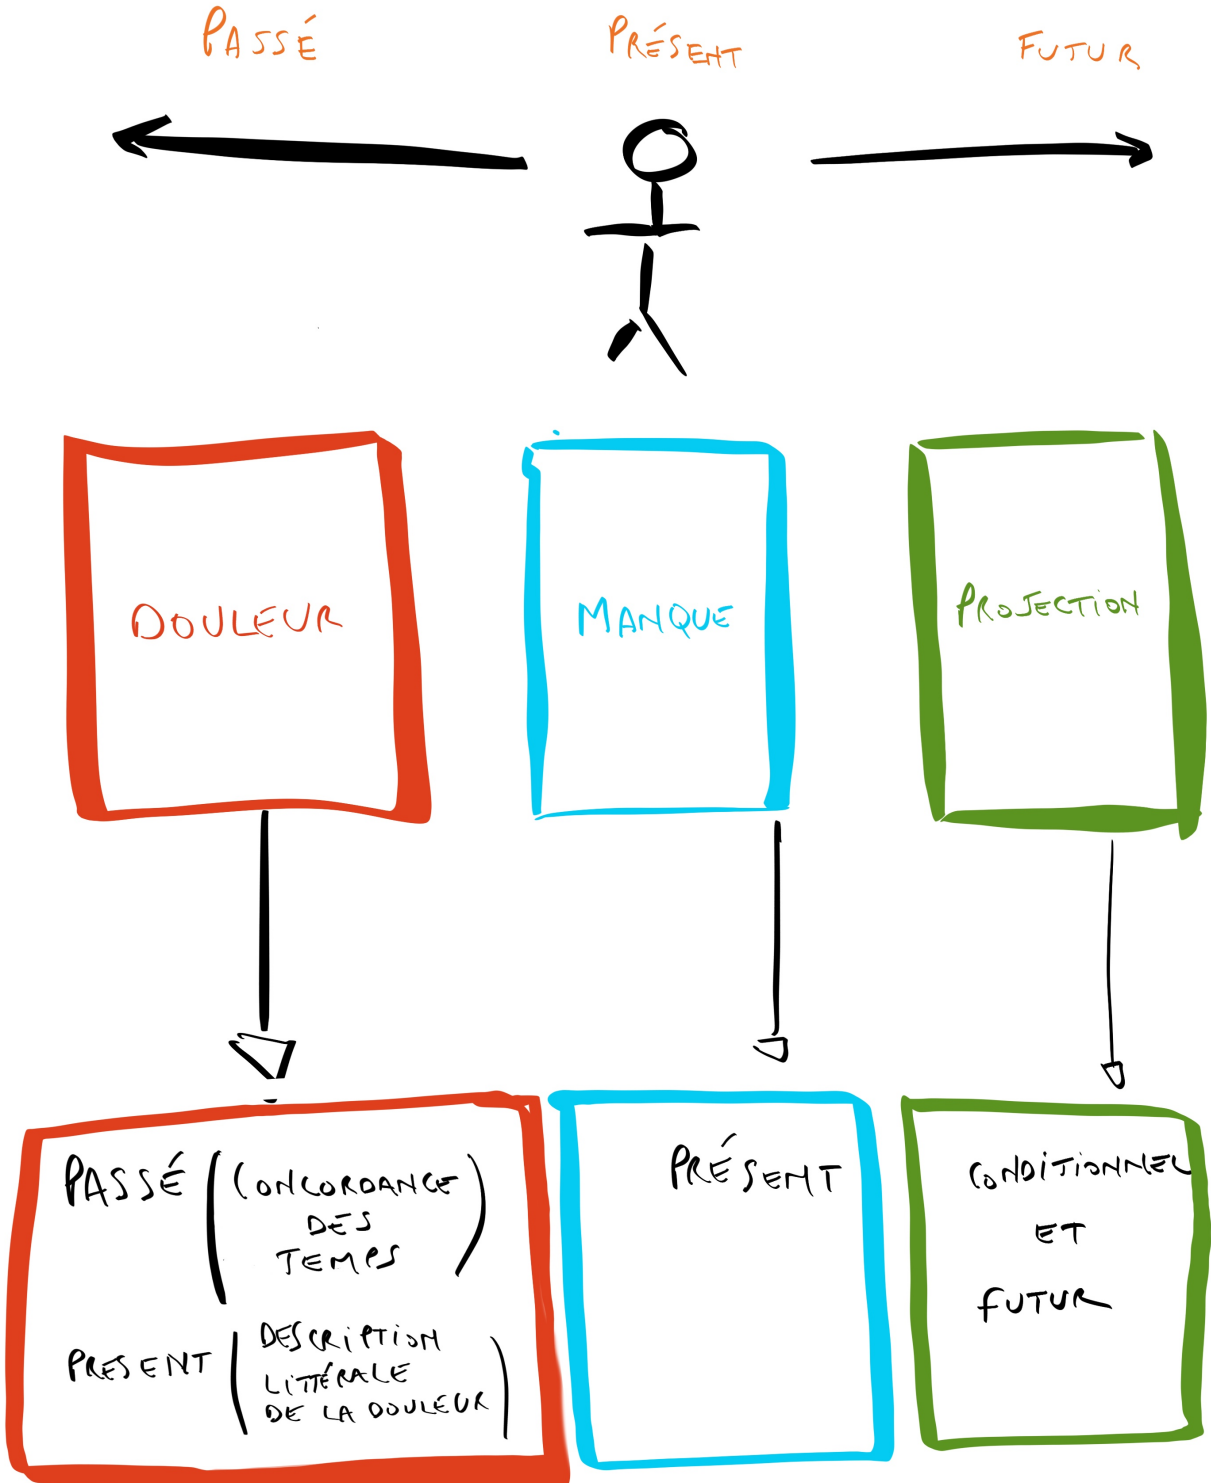 PASSÉ
PRÉSENT
FUTUR
DOULEUR
MANQUE
PROJECTION
PASSÉ (CONCORDANCE
DES
TEMPS)
PRESENT (DESCRIPTION
LITTÉRALE
DE LA DOULEUR)
PRÉSENT
CONDITIONNEL
ET
FUTUR